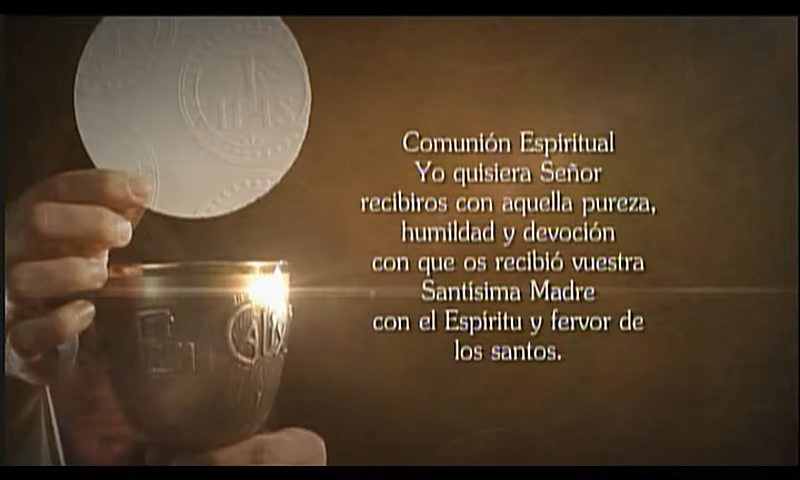 Comunión Espiritual
Yo quisiera Señor
recibiros con aquella pureza,
humildad y devoción
con que os recibió vuestra
Santísima Madre
con el Espíritu y fervor de
los santos.